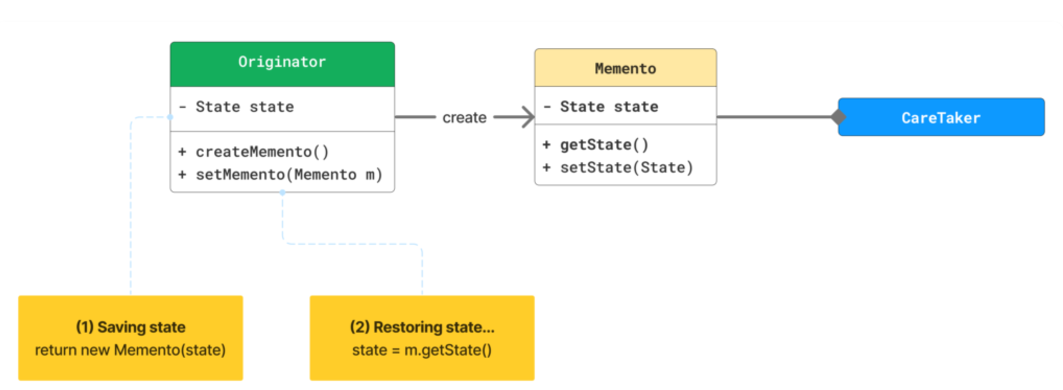 Originator
- State state
+ createMemento()
+ setMemento(Memento m)
create
Memento
- State state
+ getState()
+ setState(State)
CareTaker
(1) Saving state
return new Memento(state)
(2) Restoring state...
state = m.getState()